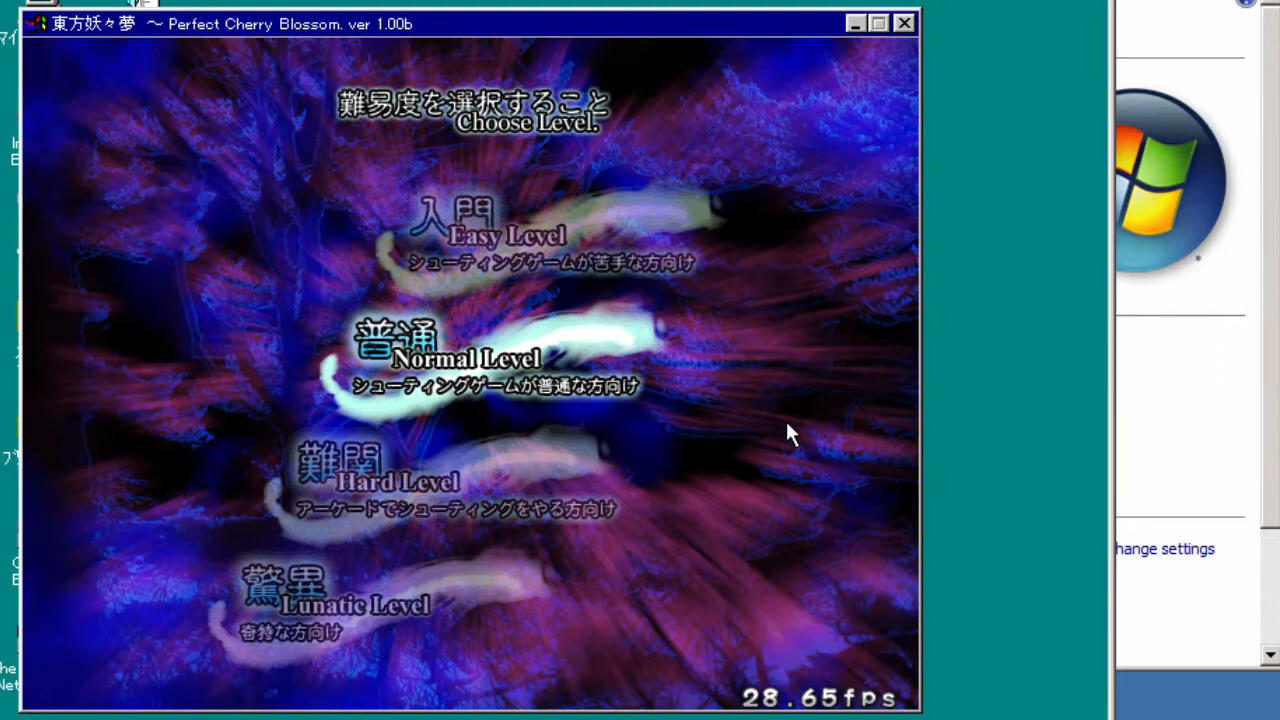 東方妖々夢　～ Perfect Cherry Blossom. ver 1.00b
難易度を選択すること
Choose Level.
入門
Easy Level
シューティングゲームが苦手な方向け
普通
Normal Level
シューティングゲームが普通な方向け
難関
Hard Level
アーケードでシューティングをやる方向け
驚異
Lunatic Level
奇特な方向け
28.65fps
hange settings